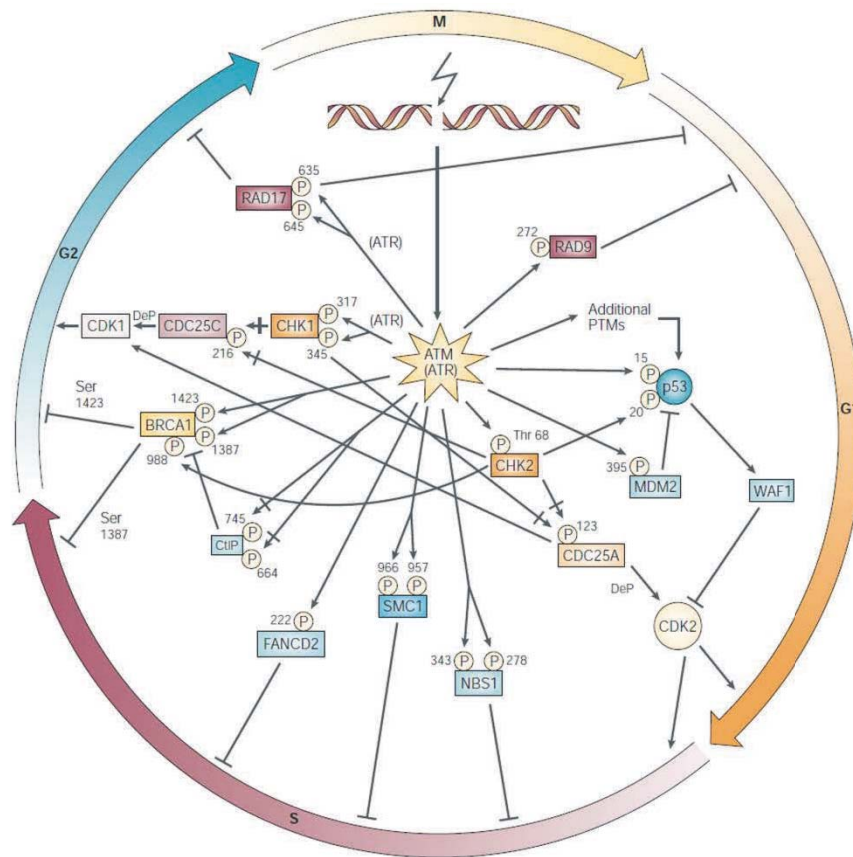 M
635
P
RAD17
P
645
(ATR)
272
P
RAD9
G2
317
P
(ATR)
CDK1
DeP
CDC25C
CHK1
P
216
P
345
ATM
(ATR)
Additional
PTMs
15
P
p53
P
20
G
Ser
1423
1423
P
BRCA1
P
1387
P
988
Thr 68
P
CHK2
395
P
MDM2
WAF1
Ser
1387
745
P
CtIP
P
664
P
123
CDC25A
DeP
966
957
P
P
SMC1
CDK2
222
P
FANCD2
343
P
P
278
NBS1
S